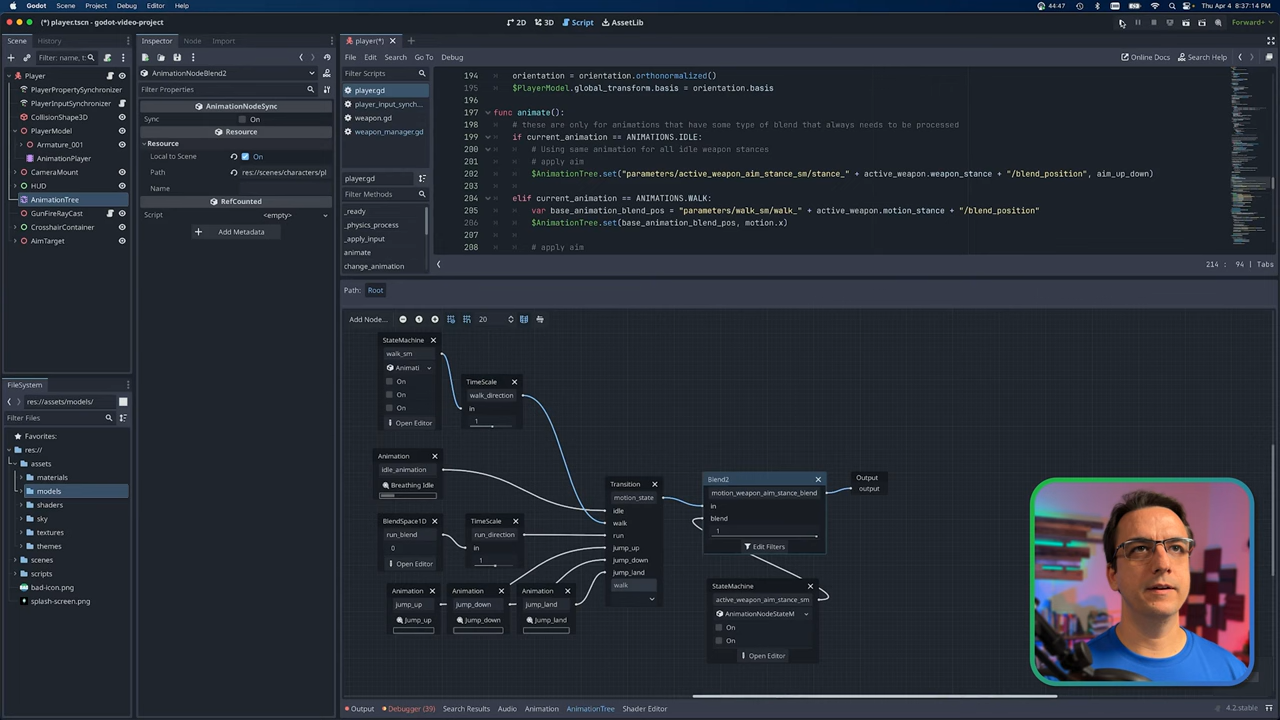 Godot Scene Project Debug Editor Help
44:47
Thu Apr 4 8:37:14 PM
(*) player.tscn - godot-video-project
2D 3D Script AssetLib
Forward+
Scene History
Inspector Node Import
player(*)
Filter: name, t
File Edit Search Go To Debug
Online Docs Search Help
Player
PlayerPropertySynchronizer
PlayerInputSynchronizer
CollisionShape3D
PlayerModel
Armature_001
AnimationPlayer
CameraMount
HUD
AnimationTree
GunFireRayCast
CrosshairContainer
AimTarget
AnimationNodeBlend2
Filter Properties
AnimationNodeSync
Sync On
Resource
Resource
Local to Scene On
Path res://scenes/characters/pl
Name
RefCounted
Script <empty>
Add Metadata
Filter Scripts
player.gd
player_input_synch...
weapon.gd
weapon_manager.gd
player.gd
Filter Methods
_ready
_physics_process
_apply_input
animate
change_animation
194 orientation = orientation.orthonormalized()
195 $PlayerModel.global_transform.basis = orientation.basis
196
197 func animate():
198 # these are only for animations that have some type of blend that always needs to be processed
199 if current_animation == ANIMATIONS.IDLE:
200 # Using same animation for all idle weapon stances
201 # apply aim
202 AnimationTree.set("parameters/active_weapon_aim_stance_sm/aim_stance_" + active_weapon.weapon_stance + "/blend_position", aim_up_down)
203
204 elif current_animation == ANIMATIONS.WALK:
205 var base_animation_blend_pos = "parameters/walk_sm/walk_" + active_weapon.motion_stance + "/blend_position"
206 AnimationTree.set(base_animation_blend_pos, motion.x)
207
208 # apply aim
214 : 94 | Tabs
Path: Root
Add Node... 20
StateMachine
walk_sm
Animati
On
On
On
Open Editor
TimeScale
walk_direction
in
1
Animation
idle_animation
Breathing Idle
BlendSpace1D
run_blend
0
Open Editor
TimeScale
run_direction
in
1
Animation
jump_up
Jump_up
Animation
jump_down
Jump_down
Animation
jump_land
Jump_land
Transition
motion_state
idle
walk
run
jump_up
jump_down
jump_land
walk
Blend2
motion_weapon_aim_stance_blend
in
blend
1
Edit Filters
Output
output
StateMachine
active_weapon_aim_stance_sm
AnimationNodeStateM
On
On
Open Editor
FileSystem
res://assets/models/
Filter Files
Favorites:
res://
assets
materials
models
shaders
sky
textures
themes
scenes
scripts
bad-icon.png
splash-screen.png
Output Debugger (39) Search Results Audio Animation AnimationTree Shader Editor
4.2.stable